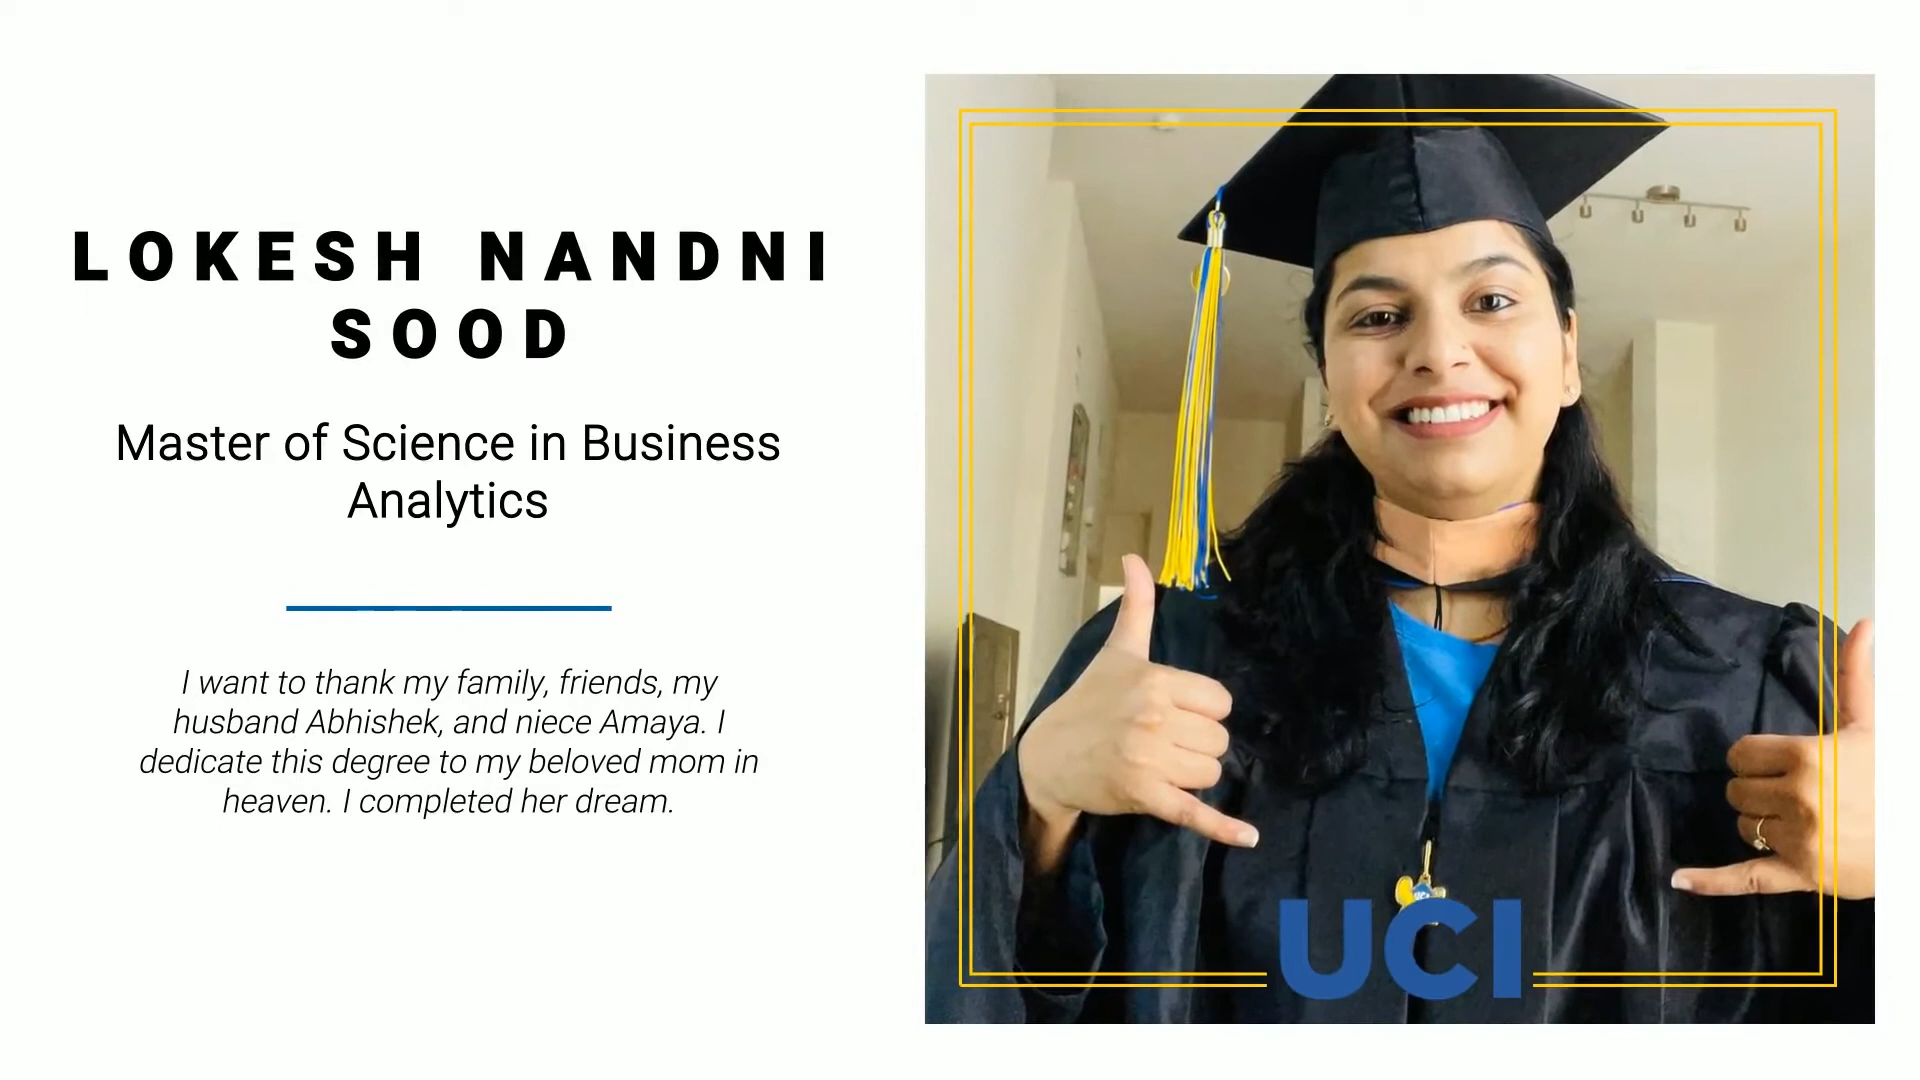 LOKESH NANDNI
SOOD
Master of Science in Business
Analytics
I want to thank my family, friends, my
husband Abhishek, and niece Amaya. I
dedicate this degree to my beloved mom in
heaven. I completed her dream.
UCI